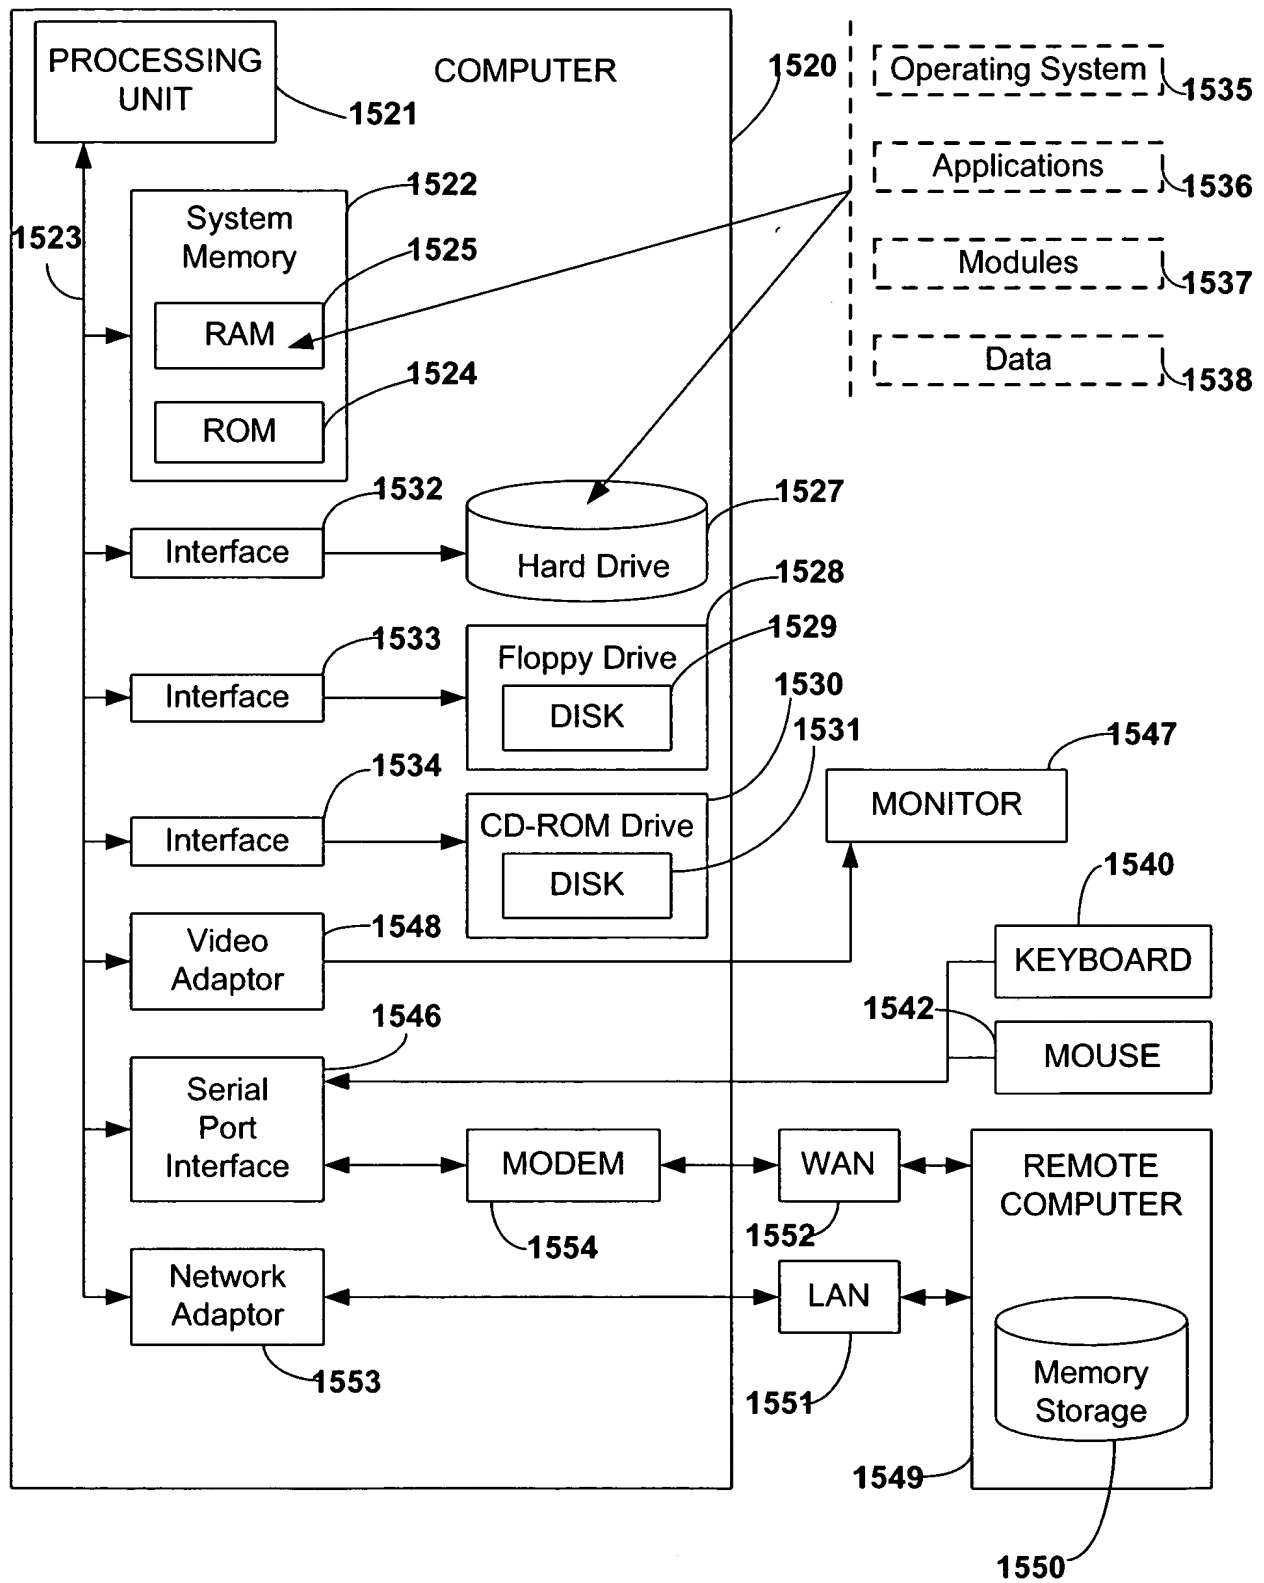 PROCESSING
UNIT
COMPUTER
1520
1521
Operating System
1535
Applications
1536
Modules
1537
Data
1538
1522
System
Memory
1523
1525
RAM
1524
ROM
1532
Interface
1527
Hard Drive
1528
1533
Interface
1529
Floppy Drive
DISK
1530
1531
1534
Interface
CD-ROM Drive
DISK
1547
MONITOR
1548
Video
Adaptor
1540
KEYBOARD
1542
MOUSE
1546
Serial
Port
Interface
MODEM
1554
WAN
1552
REMOTE
COMPUTER
Network
Adaptor
1553
LAN
1551
Memory
Storage
1549
1550